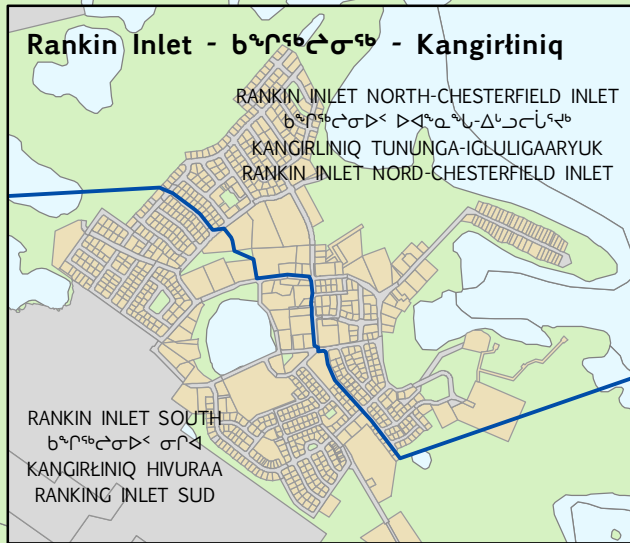 Rankin Inlet - ᑲᖏᖅᖠᓂᖅ - Kangirłiniq
RANKIN INLET NORTH-CHESTERFIELD INLET
ᑲᖏᖅᖠᓂᐅᑉ ᐅᐊᖕᓇᖓ-ᐃᒡᓗᓕᒑᕐᔪᒃ
KANGIRLINIQ TUNUNGA-IGLULIGAARYUK
RANKIN INLET NORD-CHESTERFIELD INLET
RANKIN INLET SOUTH
ᑲᖏᖅᖠᓂᐅᑉ ᓂᒋᐊ
KANGIRŁINIQ HIVURAA
RANKING INLET SUD